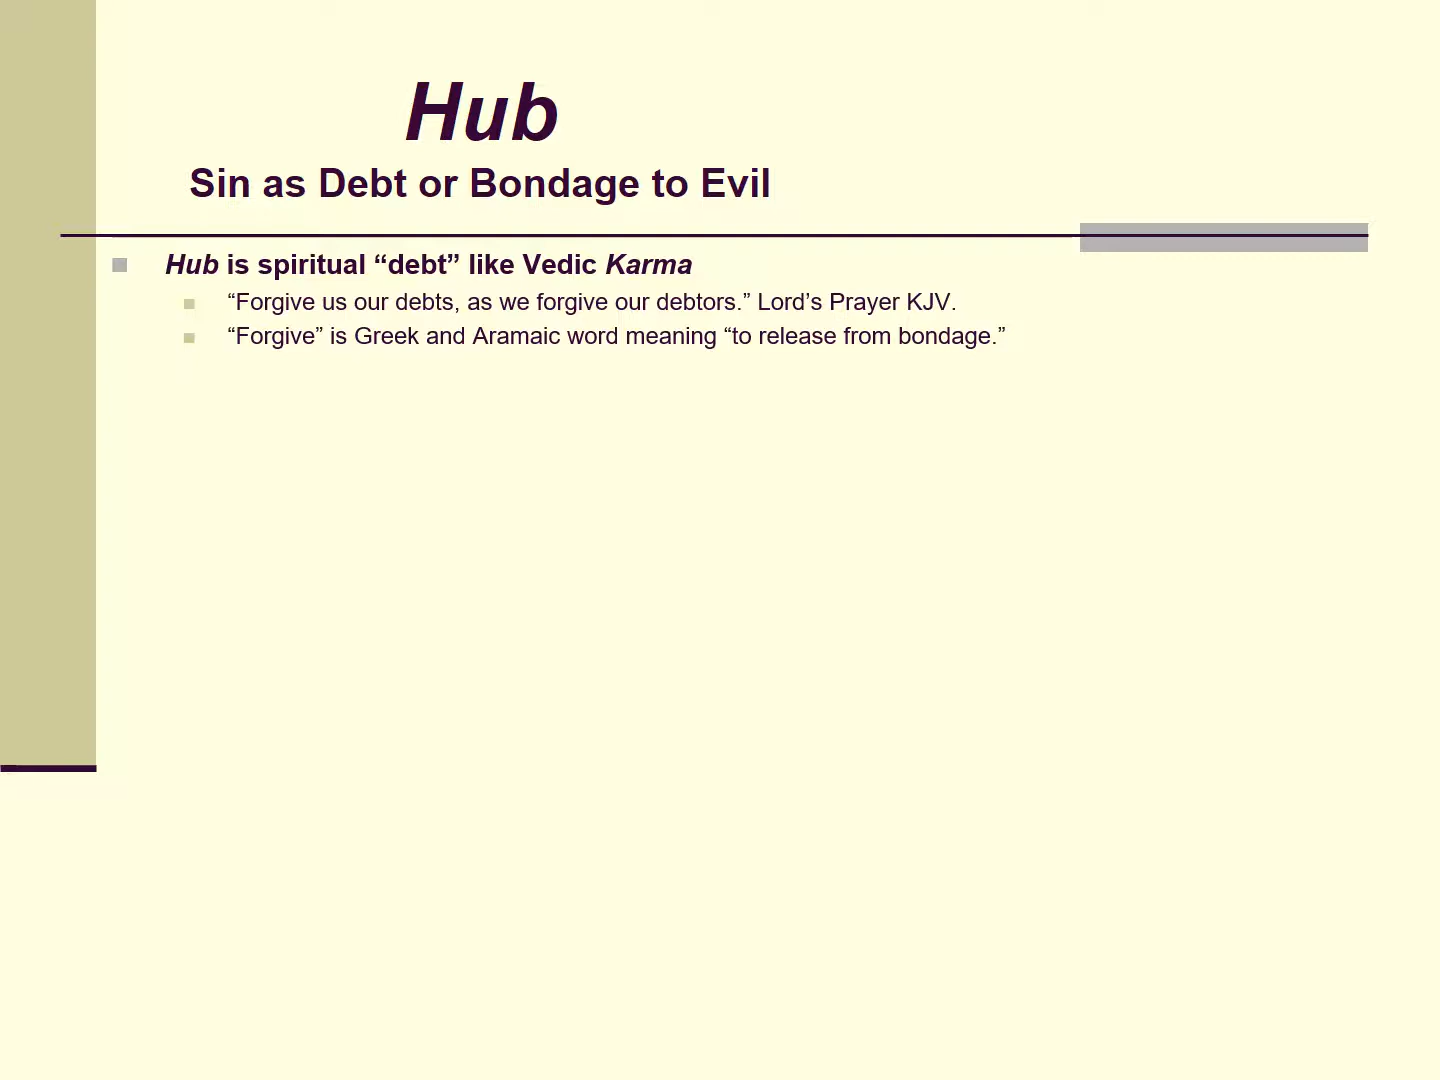 Hub
Sin as Debt or Bondage to Evil
Hub is spiritual “debt” like Vedic Karma
“Forgive us our debts, as we forgive our debtors.” Lord’s Prayer KJV.
“Forgive” is Greek and Aramaic word meaning “to release from bondage.”